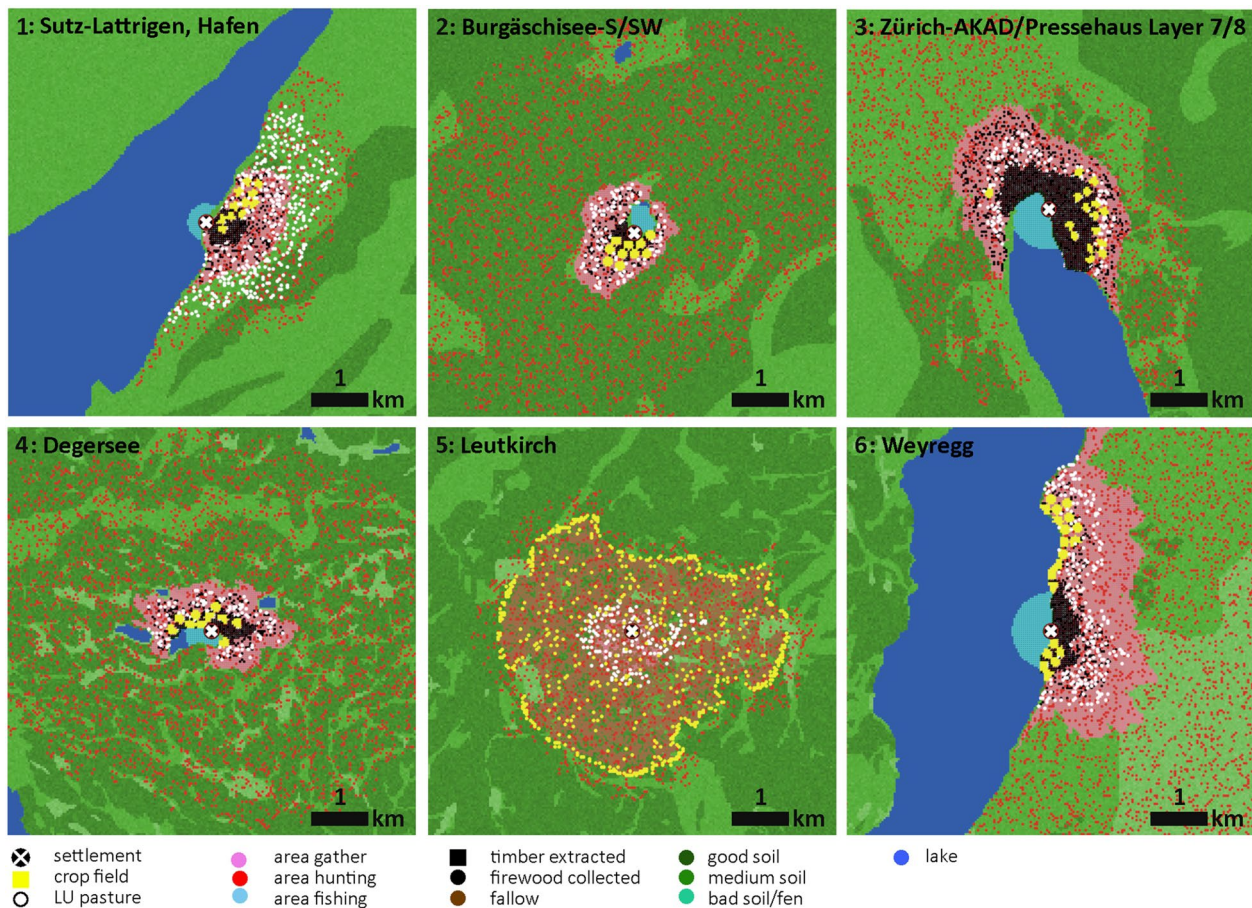 1: Sutz-Lattrigen, Hafen
2: Burgäschisee-S/SW
3: Zürich-AKAD/Pressehaus Layer 7/8
1
km
1
km
1
km
4: Degersee
5: Leutkirch
6: Weyregg
1
km
1
km
1
km
settlement
area gather
timber extracted
good soil
lake
crop field
area hunting
firewood collected
medium soil
LU pasture
area fishing
fallow
bad soil/fen